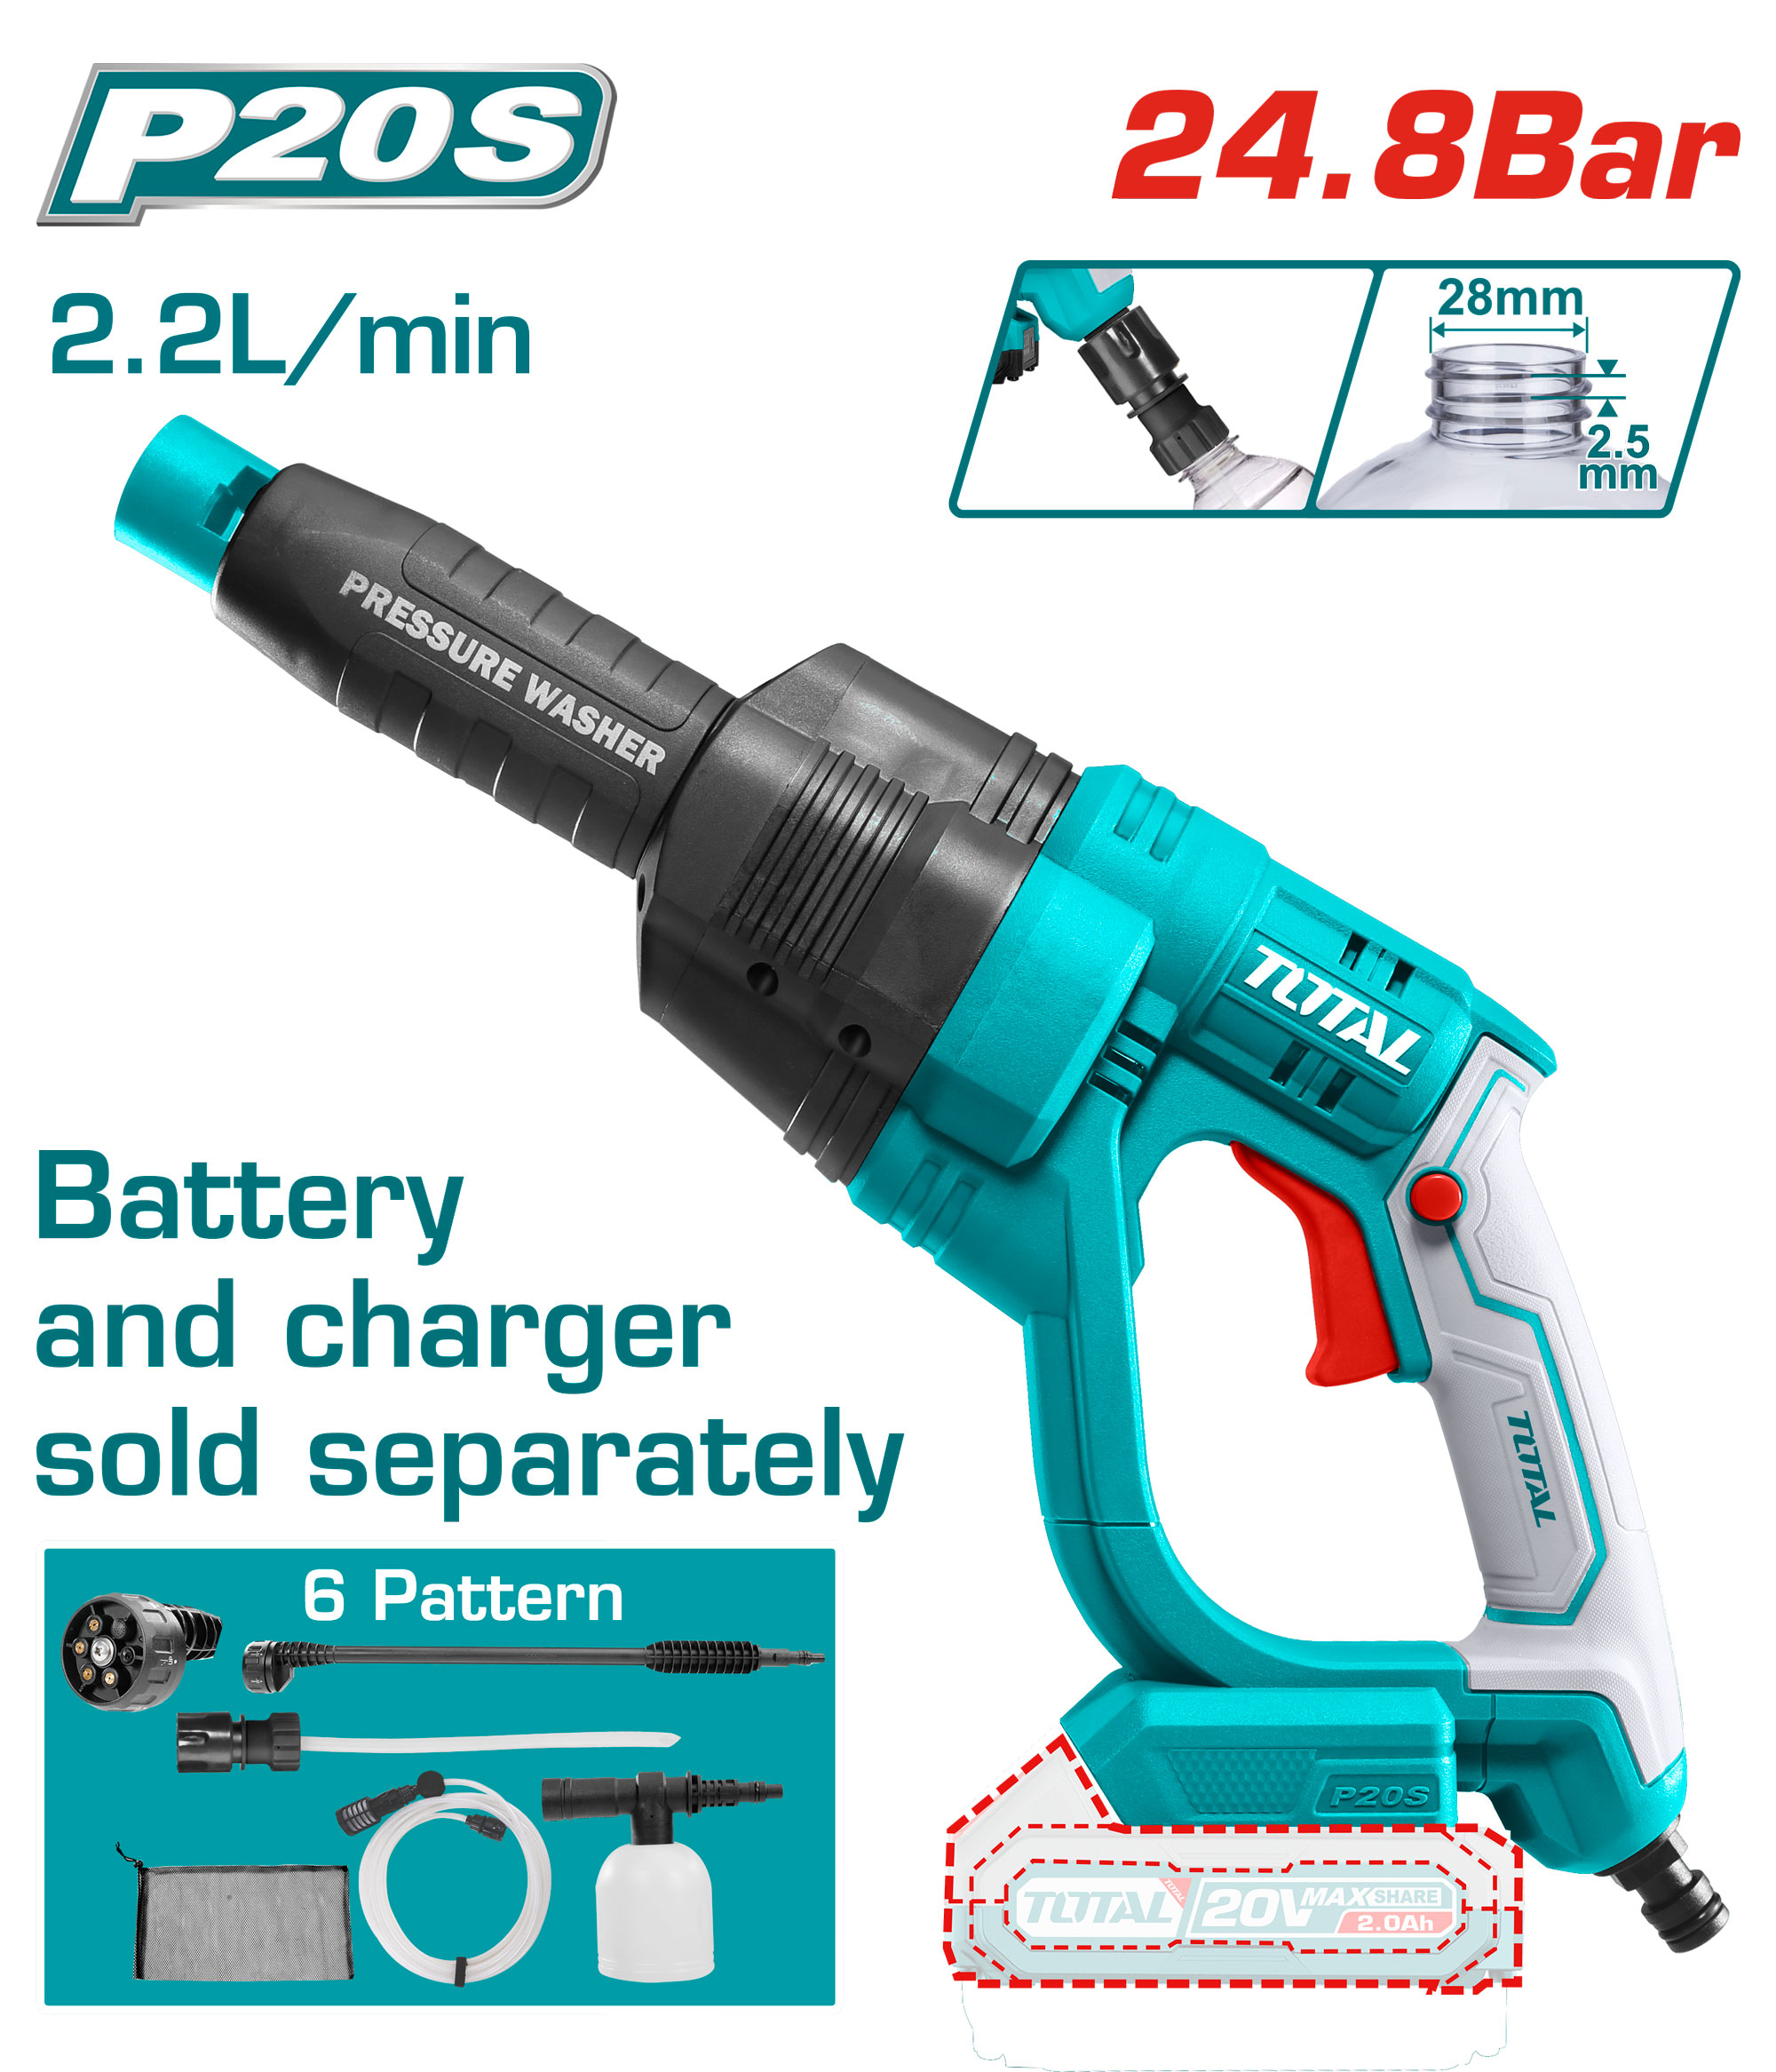 P20S
24.8Bar
2.2L/min
28mm
2.5
mm
PRESSURE WASHER
TOTAL
TOTAL
Battery
and charger
sold separately
6 Pattern
P20S
TOTAL
TOTAL
20V MAX SHARE
2.0Ah